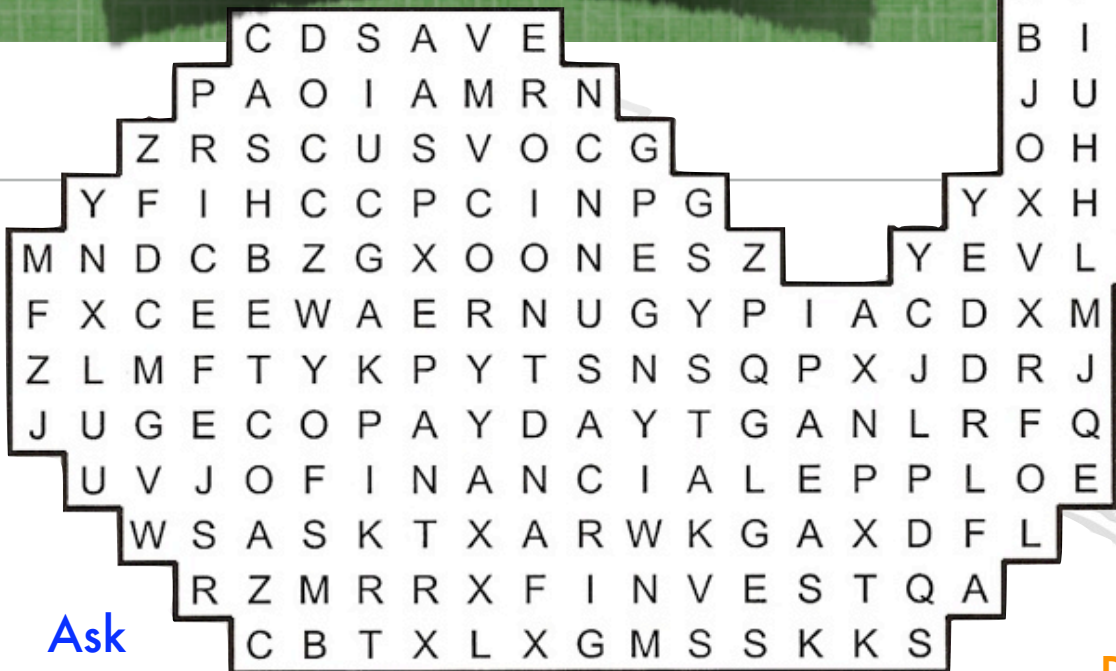 C D S A V E B I
P A O I A M R N J U
Z R S C U S V O C G O H
Y F I H C C P C I N P G Y X H
M N D C B Z G X O O N E S Z Y E V L
F X C E E W A E R N U G Y P I A C D X M
Z L M F T Y K P Y T S N S Q P X J D R J
J U G E C O P A Y D A Y T G A N L R F Q
U V J O F I N A N C I A L E P P L O E
W S A S K T X A R W K G A X D F L
R Z M R R X F I N V E S T Q A
Ask
C B T X L X G M S S K K S